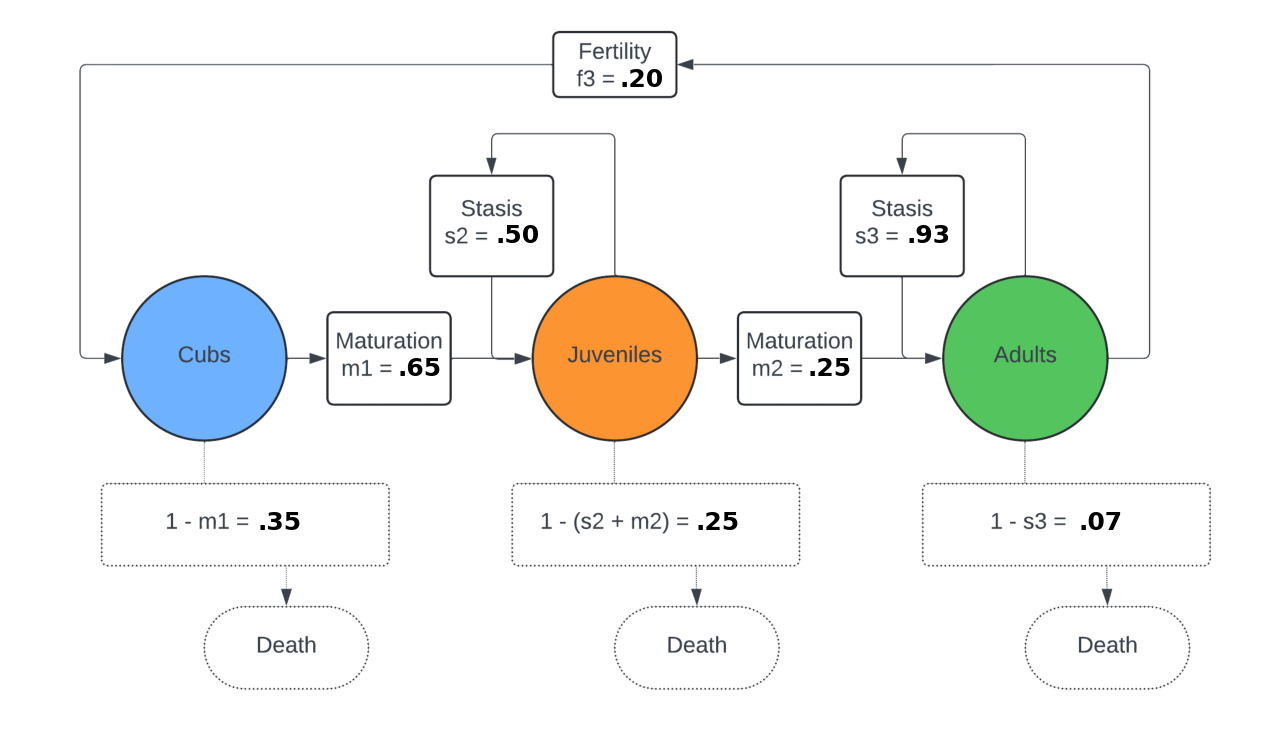 Fertility
f3 = .20
Stasis
s2 = .50
Stasis
s3 = .93
Cubs
Maturation
m1 = .65
Juveniles
Maturation
m2 = .25
Adults
1 - m1 = .35
1 - (s2 + m2) = .25
1 - s3 = .07
Death
Death
Death